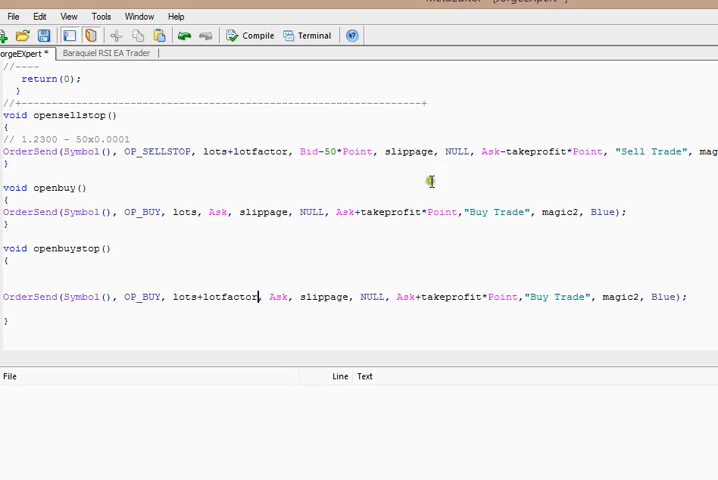 File Edit View Tools Window Help
Compile Terminal
orgeEXpert * Baraquiel RSI EA Trader
//----
return(0);
}
//+------------------------------------------------------------------+
void opensellstop()
{
// 1.2300 - 50x0.0001
OrderSend(Symbol(), OP_SELLSTOP, lots+lotfactor, Bid-50*Point, slippage, NULL, Ask-takeprofit*Point, "Sell Trade", mag
}
void openbuy()
{
OrderSend(Symbol(), OP_BUY, lots, Ask, slippage, NULL, Ask+takeprofit*Point,"Buy Trade", magic2, Blue);
}
void openbuystop()
{
OrderSend(Symbol(), OP_BUY, lots+lotfactor, Ask, slippage, NULL, Ask+takeprofit*Point,"Buy Trade", magic2, Blue);
}
File Line Text